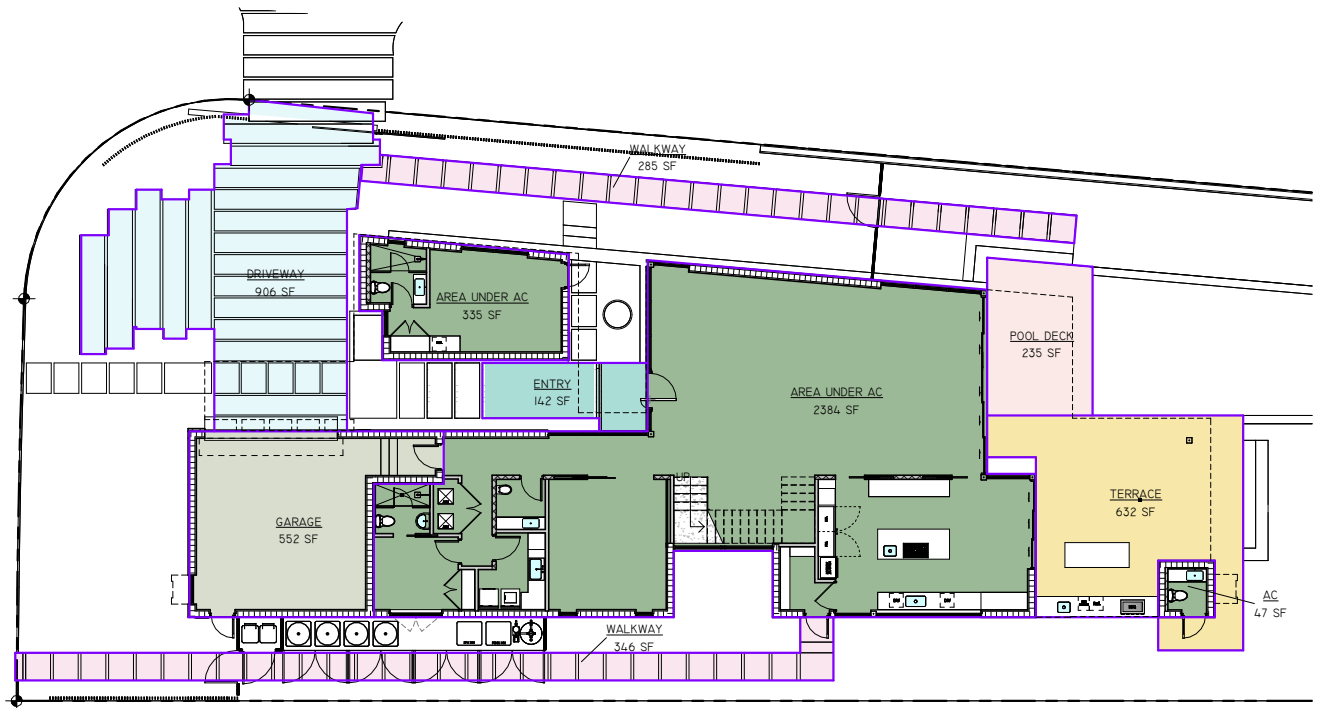 WALKWAY
285 SF
DRIVEWAY
906 SF
AREA UNDER AC
335 SF
POOL DECK
235 SF
ENTRY
142 SF
AREA UNDER AC
2384 SF
UP
TERRACE
632 SF
GARAGE
552 SF
AC
47 SF
WALKWAY
346 SF